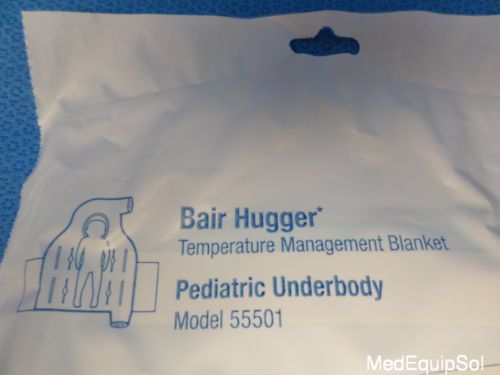 Bair Hugger*
Temperature Management Blanket
Pediatric Underbody
Model 55501
MedEquipSol